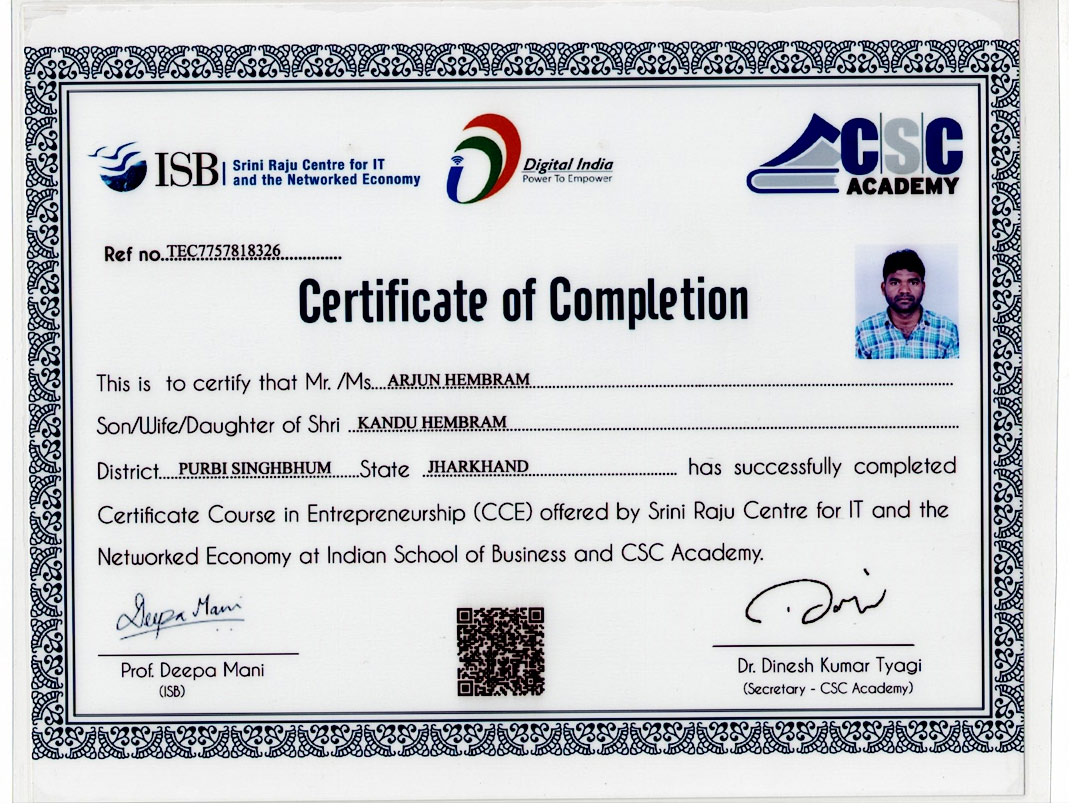 ISB Srini Raju Centre for IT
and the Networked Economy
Digital India
Power To Empower
CSC
ACADEMY
Ref no..TEC7757818326..............
Certificate of Completion
This is to certify that Mr. /Ms...ARJUN HEMBRAM
Son/Wife/Daughter of Shri ..KANDU HEMBRAM
District.....PURBI SINGHBHUM.....State ..JHARKHAND.................... has successfully completed
Certificate Course in Entrepreneurship (CCE) offered by Srini Raju Centre for IT and the
Networked Economy at Indian School of Business and CSC Academy.
Deepa Mani
Prof. Deepa Mani
(ISB)
Dr. Dinesh Kumar Tyagi
(Secretary - CSC Academy)